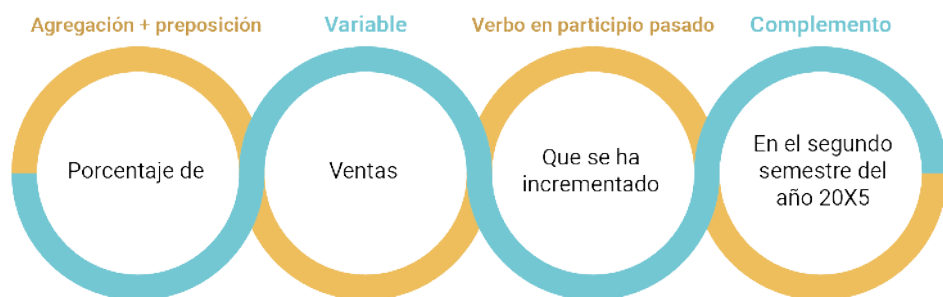 Agregación + preposición
Variable
Verbo en participio pasado
Complemento
Porcentaje de
Ventas
Que se ha
incrementado
En el segundo
semestre del
año 20X5